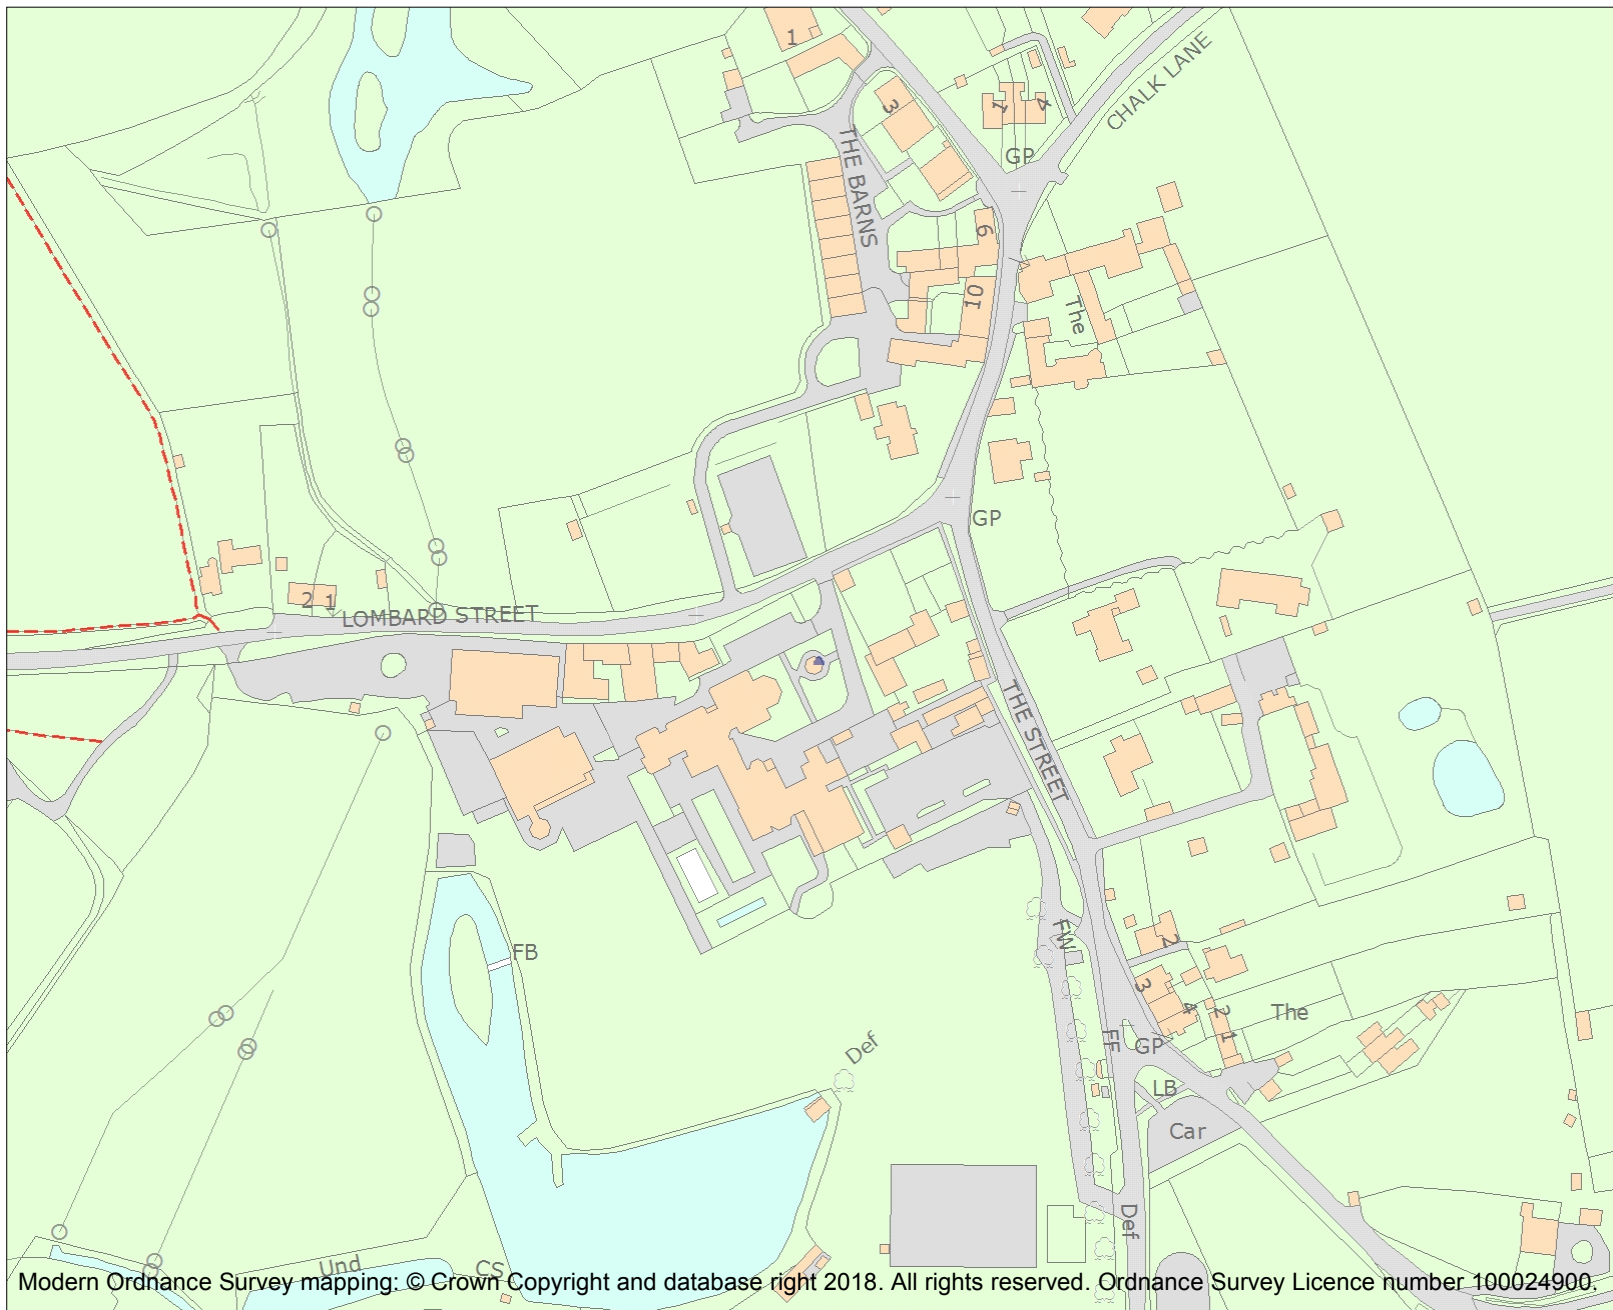 1
CHALK LANE
3
1
4
GP
THE BARNS
6
10
The
GP
2 1
LOMBARD STREET
THE STREET
FW
2
FB
3
4
2
1
The
Def
FF
GP
LB
Car
Def
Und
CS
Modern Ordnance Survey mapping: © Crown Copyright and database right 2018. All rights reserved. Ordnance Survey Licence number 100024900.